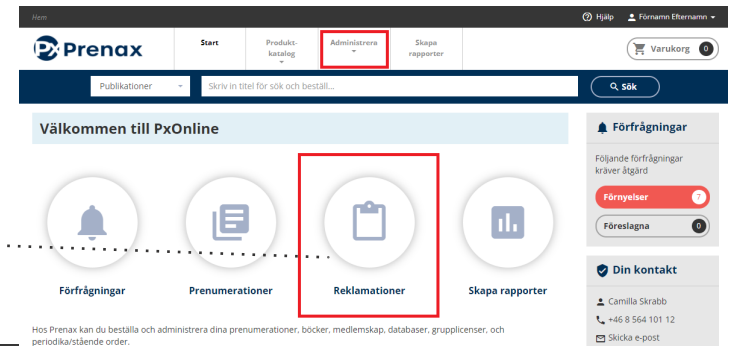 Hem
Hjälp
Förnamn Efternamn
Prenax
Start
Produkt-
katalog
Administrera
Skapa
rapporter
Varukorg 0
Publikationer
Skriv in titel för sök och beställ...
Sök
Välkommen till PxOnline
Förfrågningar
Prenumerationer
Reklamationer
Skapa rapporter
Hos Prenax kan du beställa och administrera dina prenumerationer, böcker, medlemskap, databaser, grupplicenser, och
periodika/stående order.
Förfrågningar
Följande förfrågningar
kräver åtgärd
Förnyelser 7
Föreslagna 0
Din kontakt
Camilla Skrabb
+46 8 564 101 12
Skicka e-post